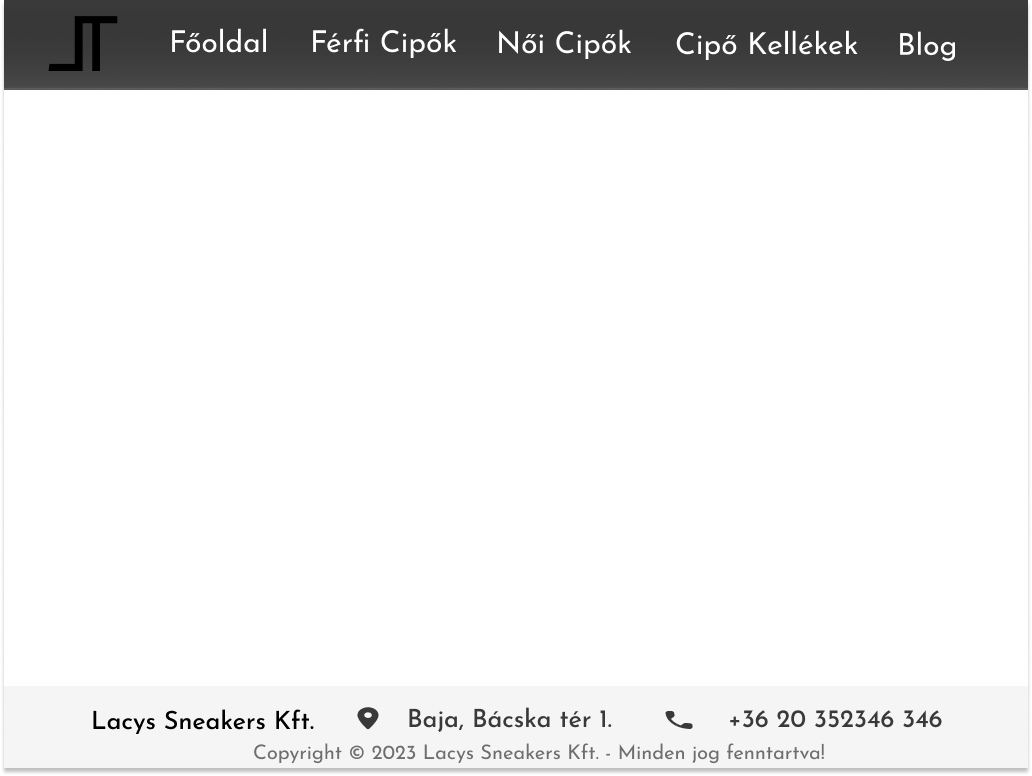 Főoldal Férfi Cipők Női Cipők Cipő Kellékek Blog
Lacys Sneakers Kft. Baja, Bácska tér 1. +36 20 352346 346
Copyright © 2023 Lacys Sneakers Kft. - Minden jog fenntartva!